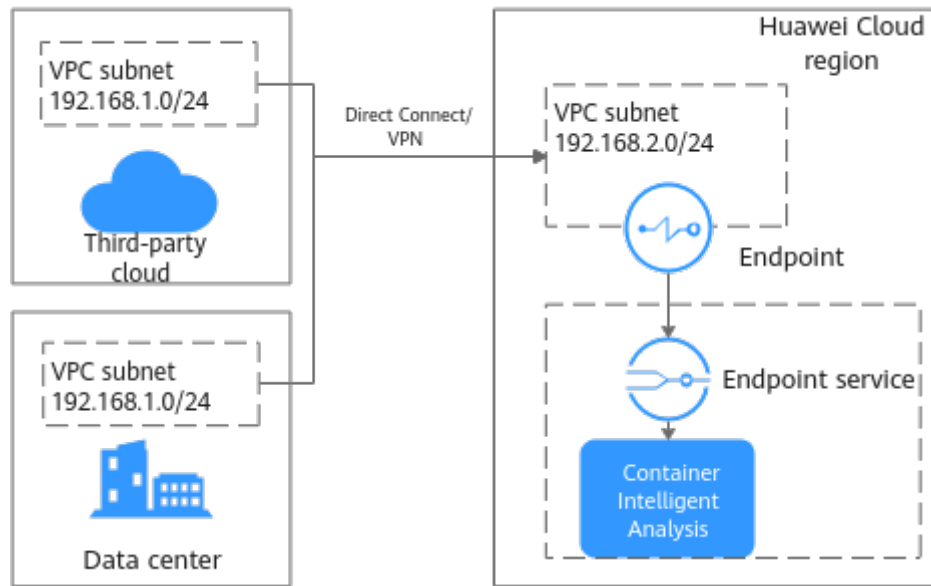 VPC subnet
192.168.1.0/24
Third-party
cloud
VPC subnet
192.168.1.0/24
Data center
Direct Connect/
VPN
Huawei Cloud
region
VPC subnet
192.168.2.0/24
Endpoint
Endpoint service
Container
Intelligent
Analysis